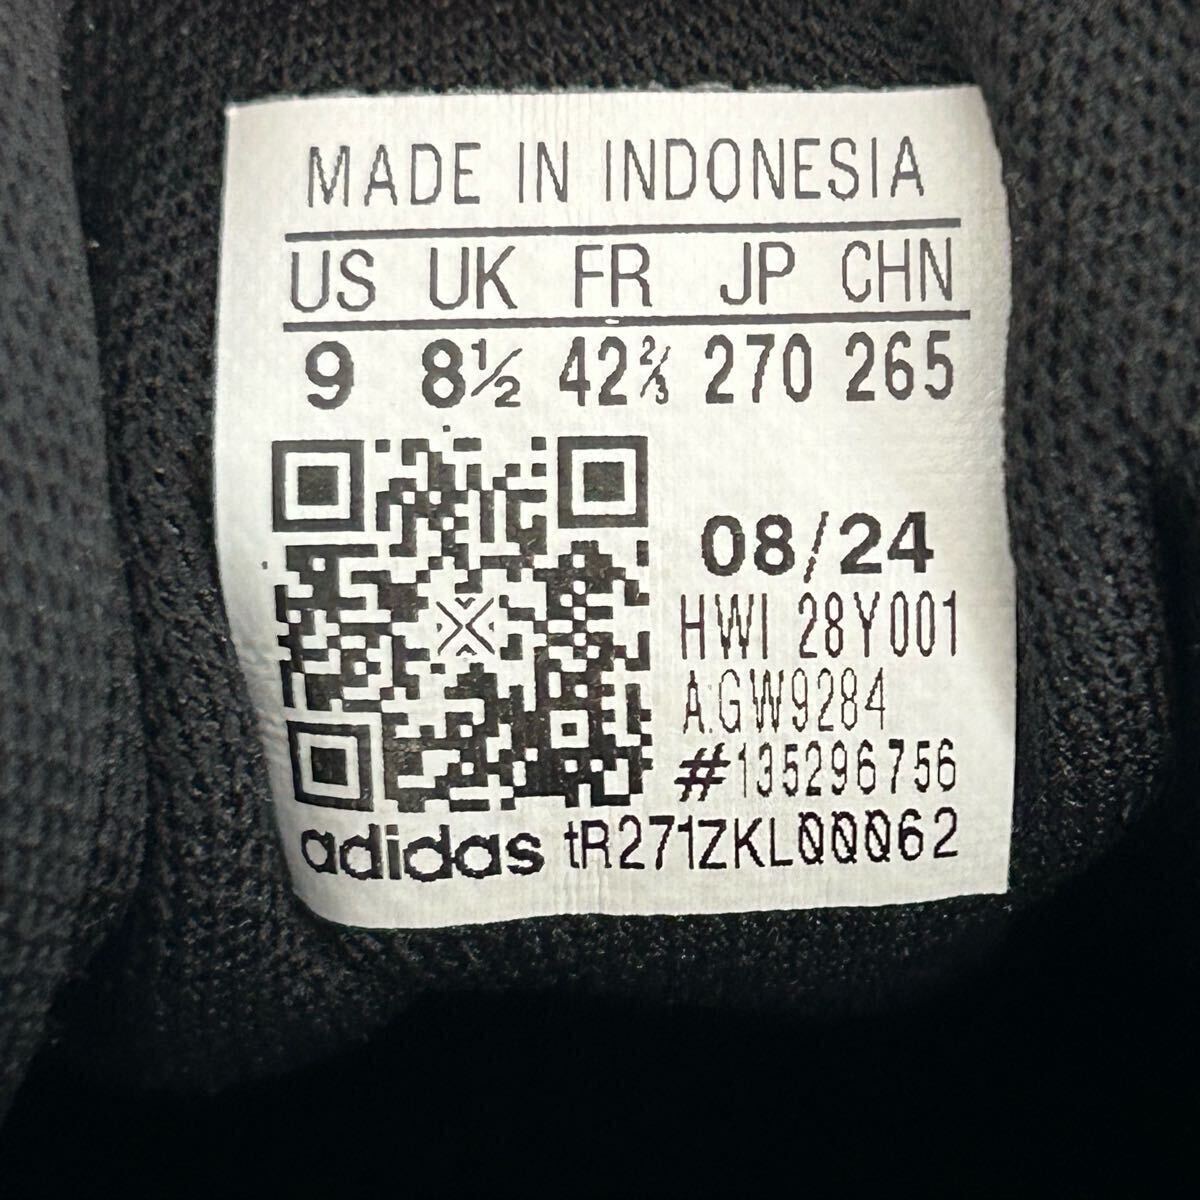 MADE IN INDONESIA
US UK FR JP CHN
9 8½ 42⅔ 270 265
08/24
HWI 28Y001
A.GW9284
#135296756
adidas tR271ZKL00062